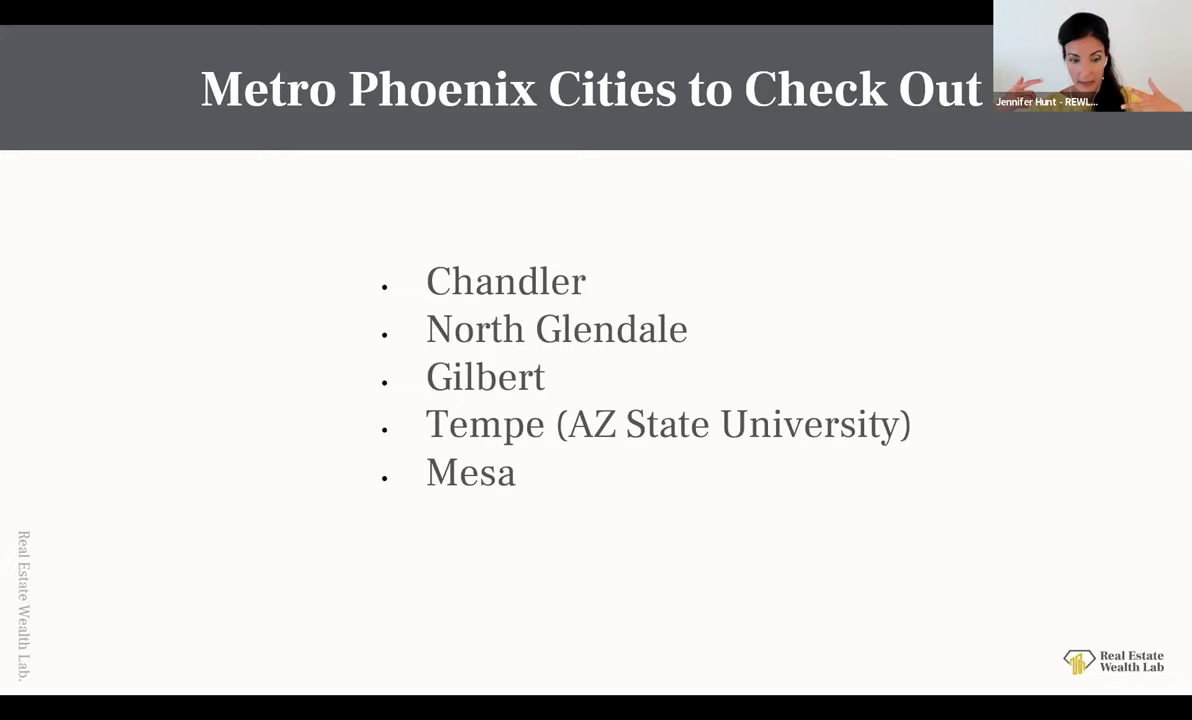 Metro Phoenix Cities to Check Out
Jennifer Hunt - REWL...
• Chandler
• North Glendale
• Gilbert
• Tempe (AZ State University)
• Mesa
Real Estate Wealth Lab.
Real Estate
Wealth Lab